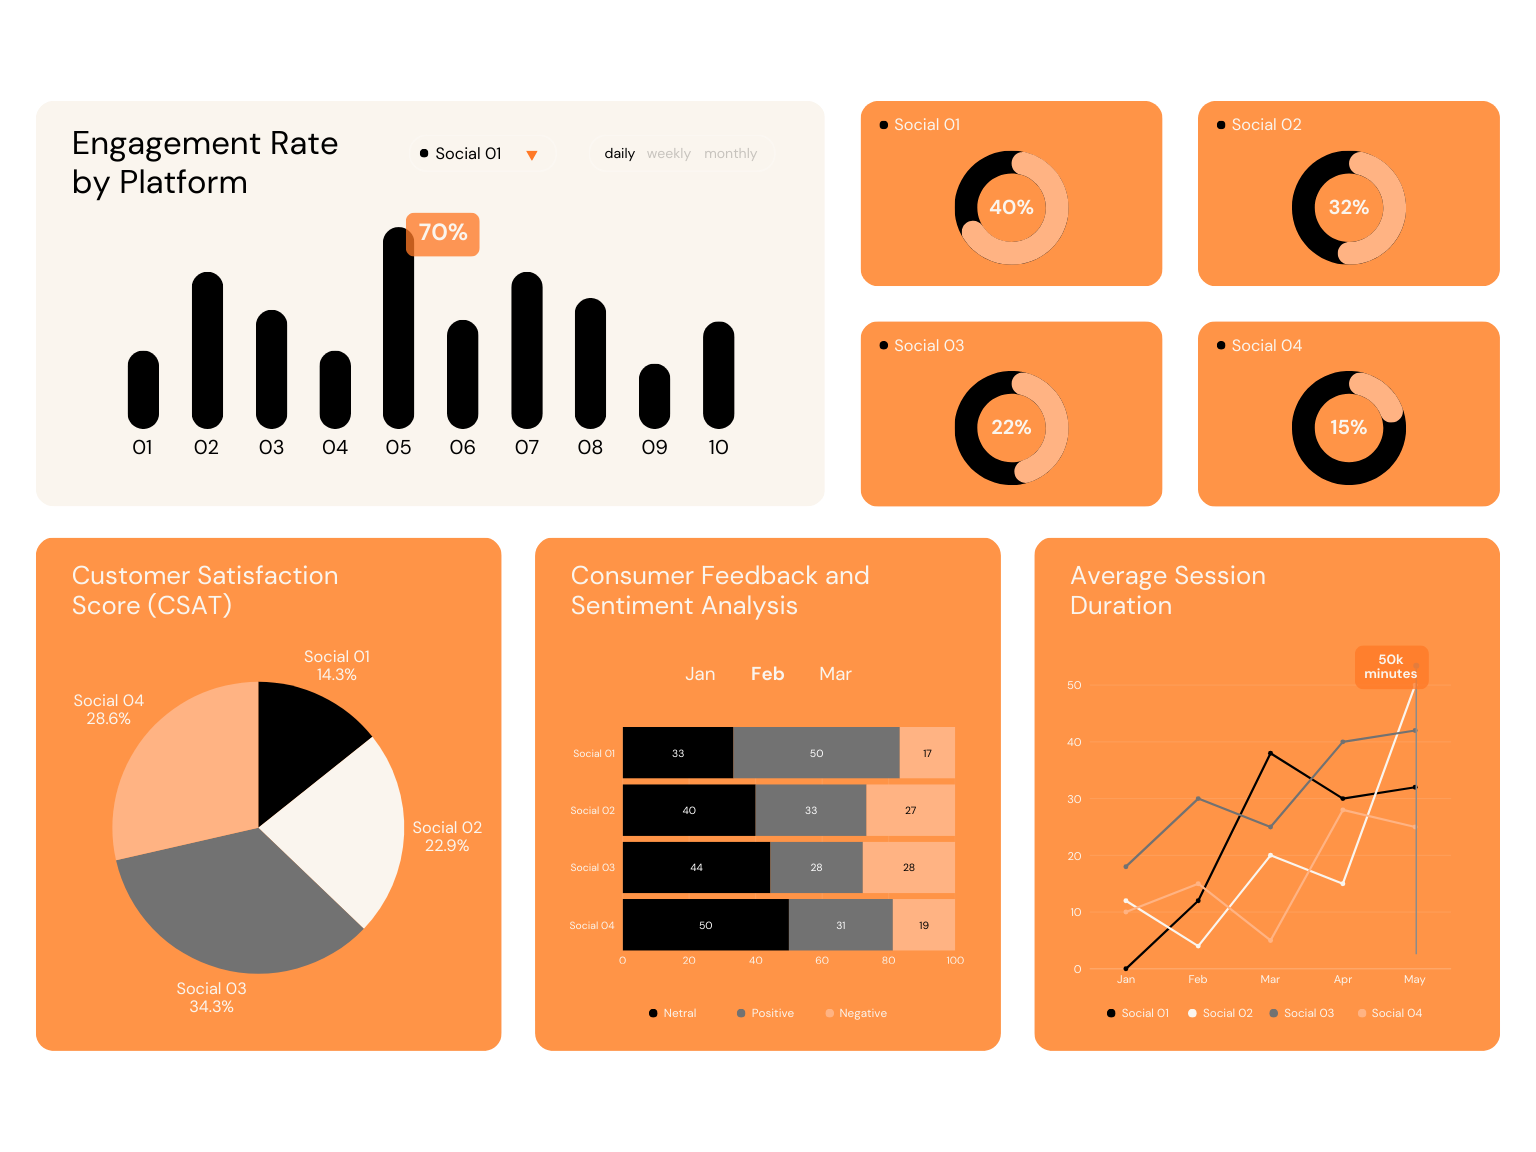 Engagement Rate
by Platform
Social 01
daily weekly monthly
70%
01 02 03 04 05 06 07 08 09 10
Social 01
40%
Social 02
32%
Social 03
22%
Social 04
15%
Customer Satisfaction
Score (CSAT)
Social 01
14.3%
Social 04
28.6%
Social 02
22.9%
Social 03
34.3%
Consumer Feedback and
Sentiment Analysis
Jan Feb Mar
Social 01 33 50 17
Social 02 40 33 27
Social 03 44 28 28
Social 04 50 31 19
0 20 40 60 80 100
Netral Positive Negative
Average Session
Duration
50k
minutes
50
40
30
20
10
0
Jan Feb Mar Apr May
Social 01 Social 02 Social 03 Social 04